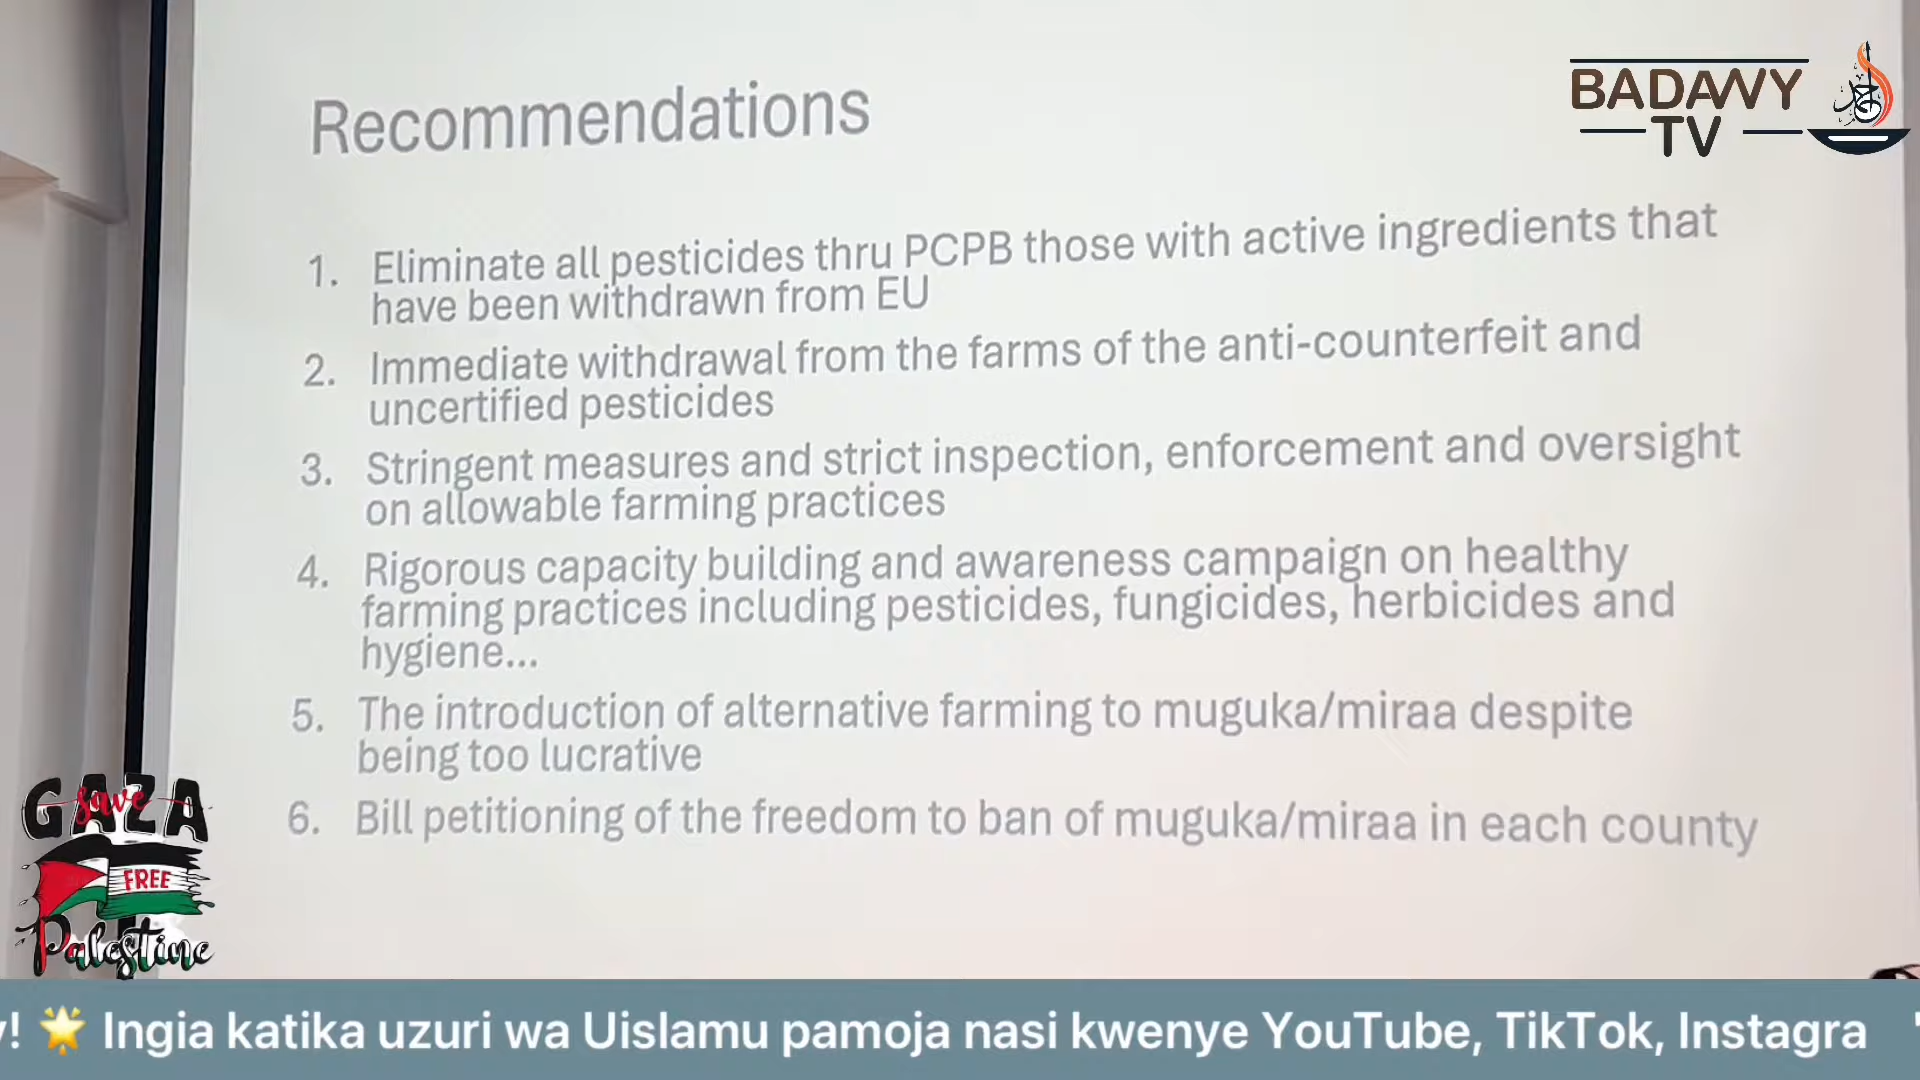 Recommendations
BADAWY
TV
1. Eliminate all pesticides thru PCPB those with active ingredients that
have been withdrawn from EU
2. Immediate withdrawal from the farms of the anti-counterfeit and
uncertified pesticides
3. Stringent measures and strict inspection, enforcement and oversight
on allowable farming practices
4. Rigorous capacity building and awareness campaign on healthy
farming practices including pesticides, fungicides, herbicides and
hygiene...
5. The introduction of alternative farming to muguka/miraa despite
being too lucrative
6. Bill petitioning of the freedom to ban of muguka/miraa in each county
GAZA
save
FREE
Palestine
y! 🌟 Ingia katika uzuri wa Uislamu pamoja nasi kwenye YouTube, TikTok, Instagra